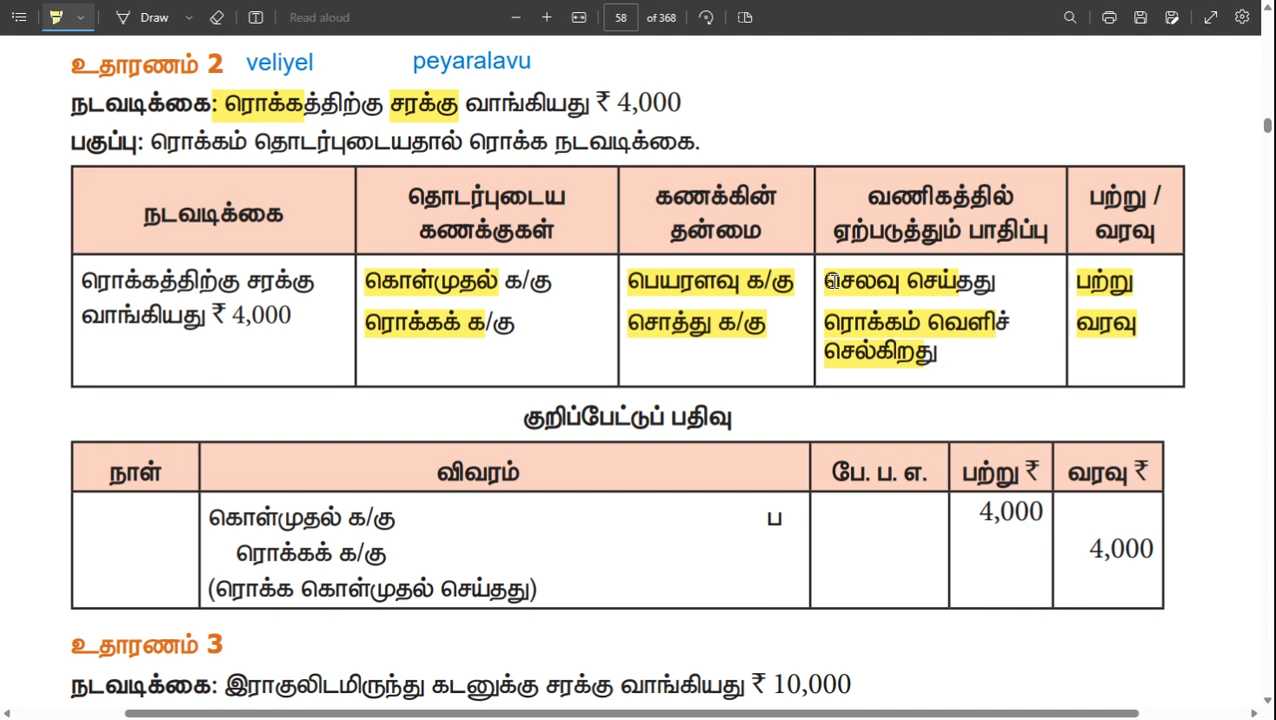 Draw
Read aloud
58 of 368
உதாரணம் 2 veliyel peyaralavu
நடவடிக்கை: ரொக்கத்திற்கு சரக்கு வாங்கியது ₹ 4,000
பகுப்பு: ரொக்கம் தொடர்புடையதால் ரொக்க நடவடிக்கை.
நடவடிக்கை
தொடர்புடைய
கணக்குகள்
கணக்கின்
தன்மை
வணிகத்தில்
ஏற்படுத்தும் பாதிப்பு
பற்று /
வரவு
ரொக்கத்திற்கு சரக்கு
வாங்கியது ₹ 4,000
கொள்முதல் க/கு
ரொக்கக் க/கு
பெயரளவு க/கு
சொத்து க/கு
செலவு செய்தது
ரொக்கம் வெளிச்
செல்கிறது
பற்று
வரவு
குறிப்பேட்டுப் பதிவு
நாள் விவரம் பே. ப. எ. பற்று ₹ வரவு ₹
கொள்முதல் க/கு ப 4,000
ரொக்கக் க/கு 4,000
(ரொக்க கொள்முதல் செய்தது)
உதாரணம் 3
நடவடிக்கை: இராகுலிடமிருந்து கடனுக்கு சரக்கு வாங்கியது ₹ 10,000